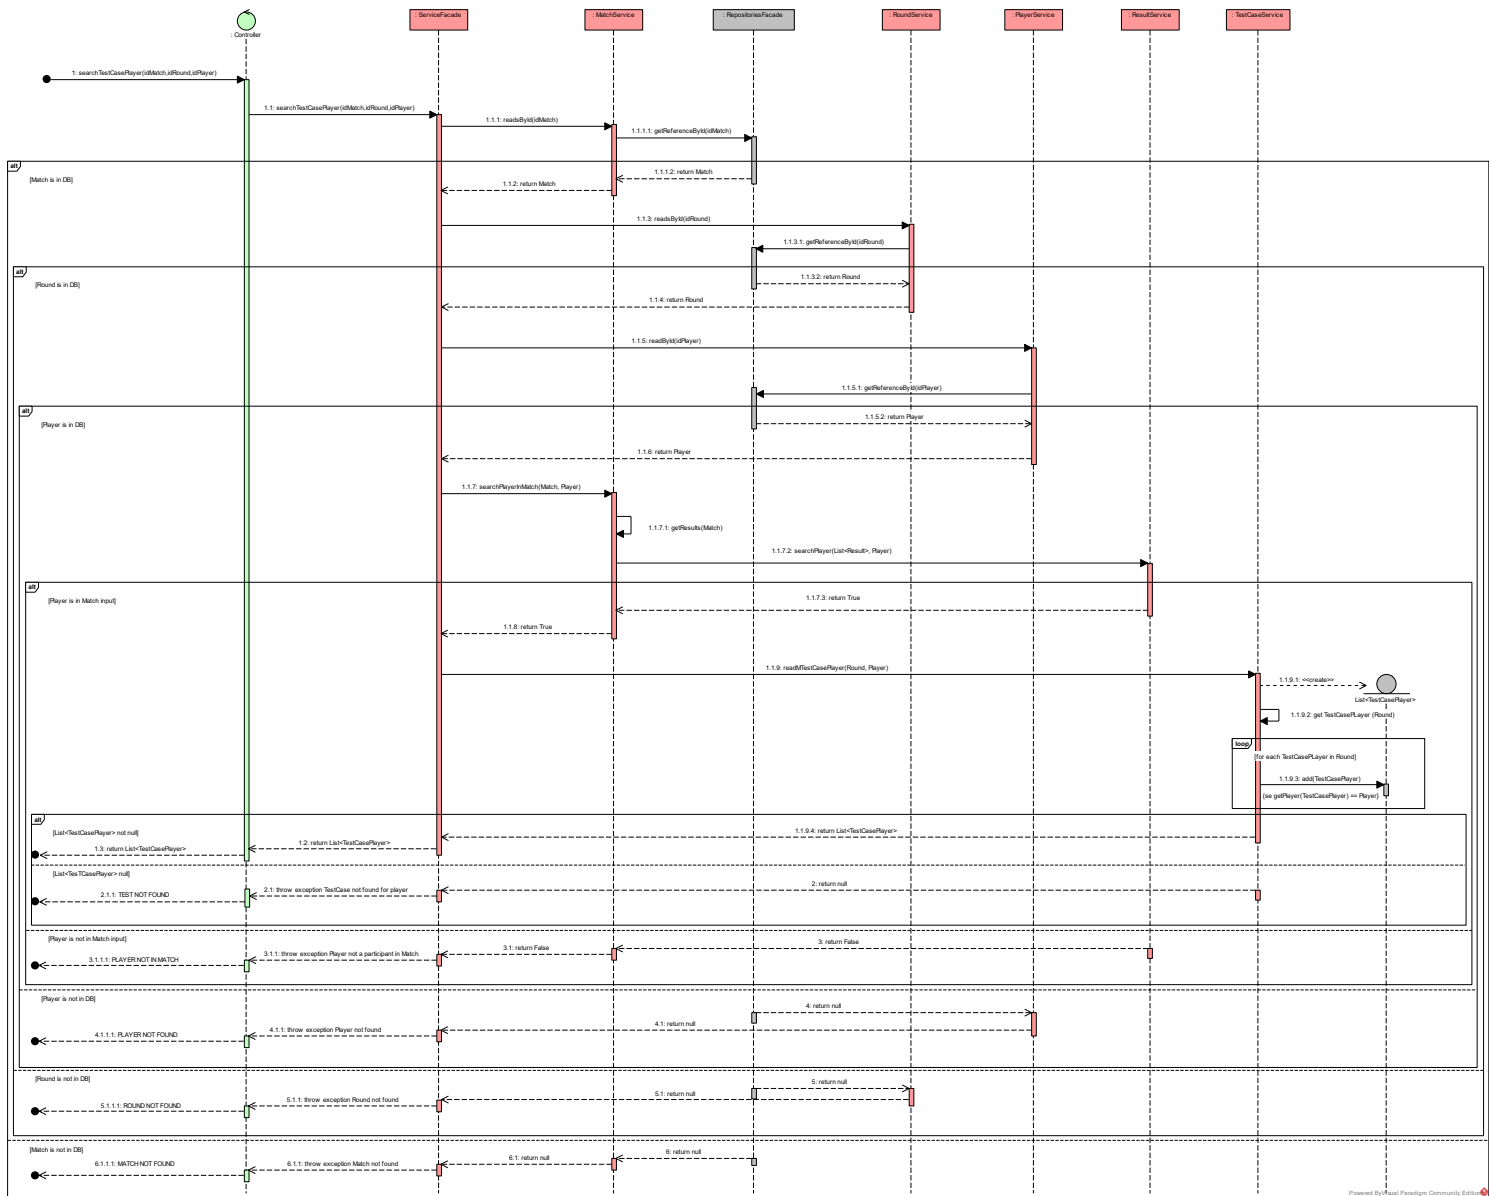 : Controller
: ServiceFacade
: MatchService
: RepositoriesFacade
: RoundService
: PlayerService
: ResultService
: TestCaseService
1: searchTestCasePlayer(idMatch,idRound,idPlayer)
1.1: searchTestCasePlayer(idMatch,idRound,idPlayer)
1.1.1: readsById(idMatch)
1.1.1.1: getReferenceById(idMatch)
alt
[Match is in DB]
1.1.1.2: return Match
1.1.2: return Match
1.1.3: readsById(idRound)
1.1.3.1: getReferenceById(idRound)
alt
[Round is in DB]
1.1.3.2: return Round
1.1.4: return Round
1.1.5: readById(idPlayer)
1.1.5.1: getReferenceById(idPlayer)
alt
[Player is in DB]
1.1.5.2: return Player
1.1.6: return Player
1.1.7: searchPlayerInMatch(Match, Player)
1.1.7.1: getResults(Match)
1.1.7.2: searchPlayer(List<Result>, Player)
alt
[Player is in Match input]
1.1.7.3: return True
1.1.8: return True
1.1.9: readMTestCasePlayer(Round, Player)
1.1.9.1: <<create>>
List<TestCasePlayer>
1.1.9.2: get TestCasePLayer (Round)
loop
[for each TestCasePLayer in Round]
1.1.9.3: add(TestCasePlayer)
{se getPlayer(TestCasePlayer) == Player}
alt
[List<TestCasePlayer> not null]
1.1.9.4: return List<TestCasePlayer>
1.2: return List<TestCasePlayer>
1.3: return List<TestCasePlayer>
[List<TesTCasePlayer> null]
2: return null
2.1: throw exception TestCase not found for player
2.1.1: TEST NOT FOUND
[Player is not in Match input]
3: return False
3.1: return False
3.1.1: throw exception Player not a participant in Match
3.1.1.1: PLAYER NOT IN MATCH
[Player is not in DB]
4: return null
4.1: return null
4.1.1: throw exception Player not found
4.1.1.1: PLAYER NOT FOUND
[Round is not in DB]
5: return null
5.1: return null
5.1.1: throw exception Round not found
5.1.1.1: ROUND NOT FOUND
[Match is not in DB]
6: return null
6.1: return null
6.1.1: throw exception Match not found
6.1.1.1: MATCH NOT FOUND
Powered By Visual Paradigm Community Edition